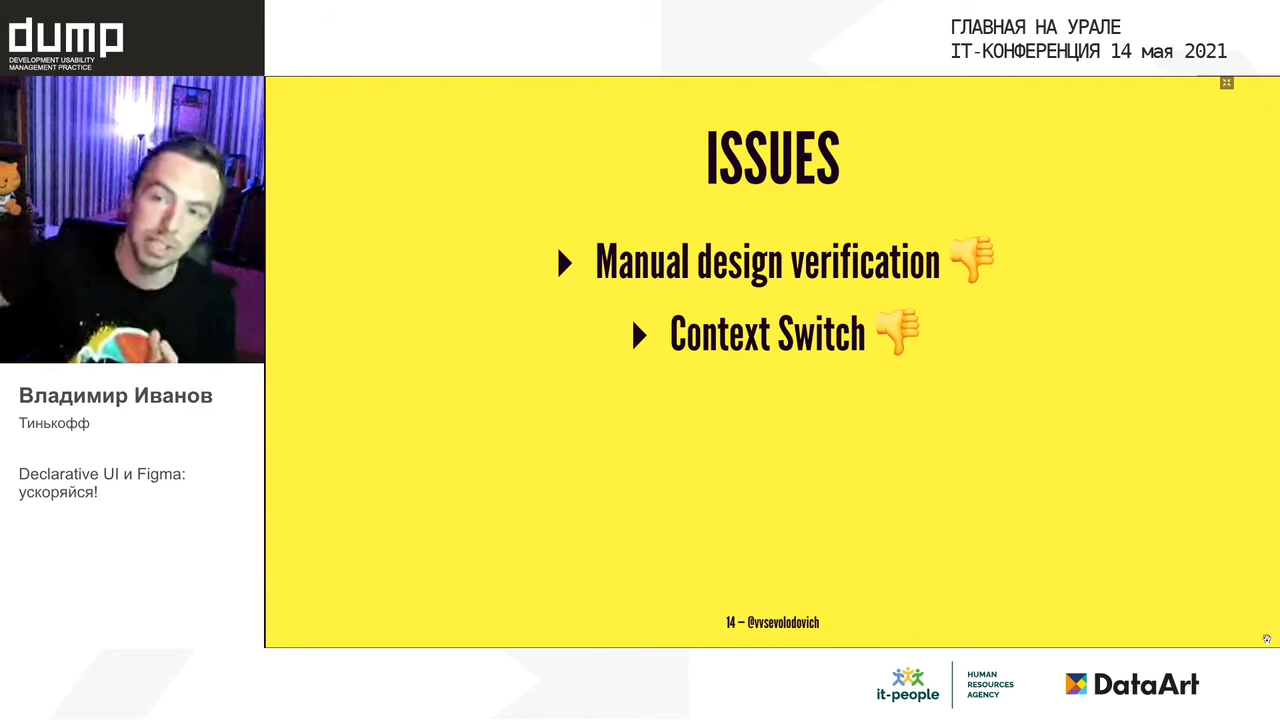 dump
DEVELOPMENT USABILITY
MANAGEMENT PRACTICE
ГЛАВНАЯ НА УРАЛЕ
IT-КОНФЕРЕНЦИЯ 14 мая 2021
ISSUES
Manual design verification
Context Switch
14 – @vvsevolodovich
Владимир Иванов
Тинькофф
Declarative UI и Figma:
ускоряйся!
it-people
HUMAN
RESOURCES
AGENCY
DataArt